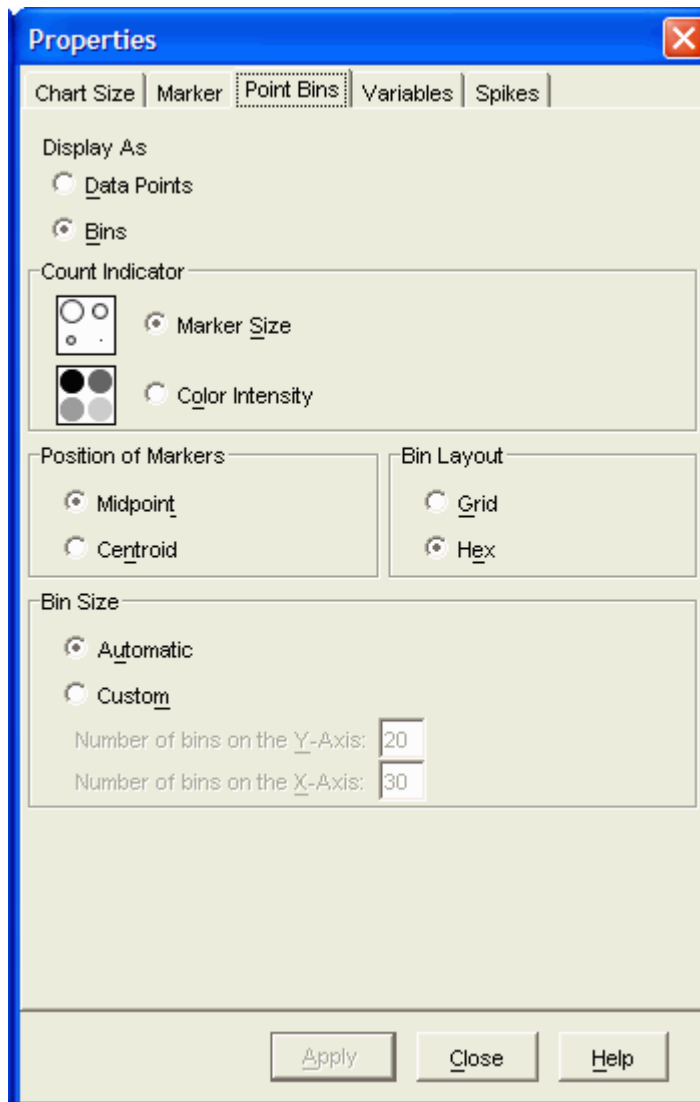 Properties
Chart Size Marker Point Bins Variables Spikes
Display As
Data Points
Bins
Count Indicator
Marker Size
Color Intensity
Position of Markers
Midpoint
Centroid
Bin Layout
Grid
Hex
Bin Size
Automatic
Custom
Number of bins on the Y-Axis: 20
Number of bins on the X-Axis: 30
Apply Close Help